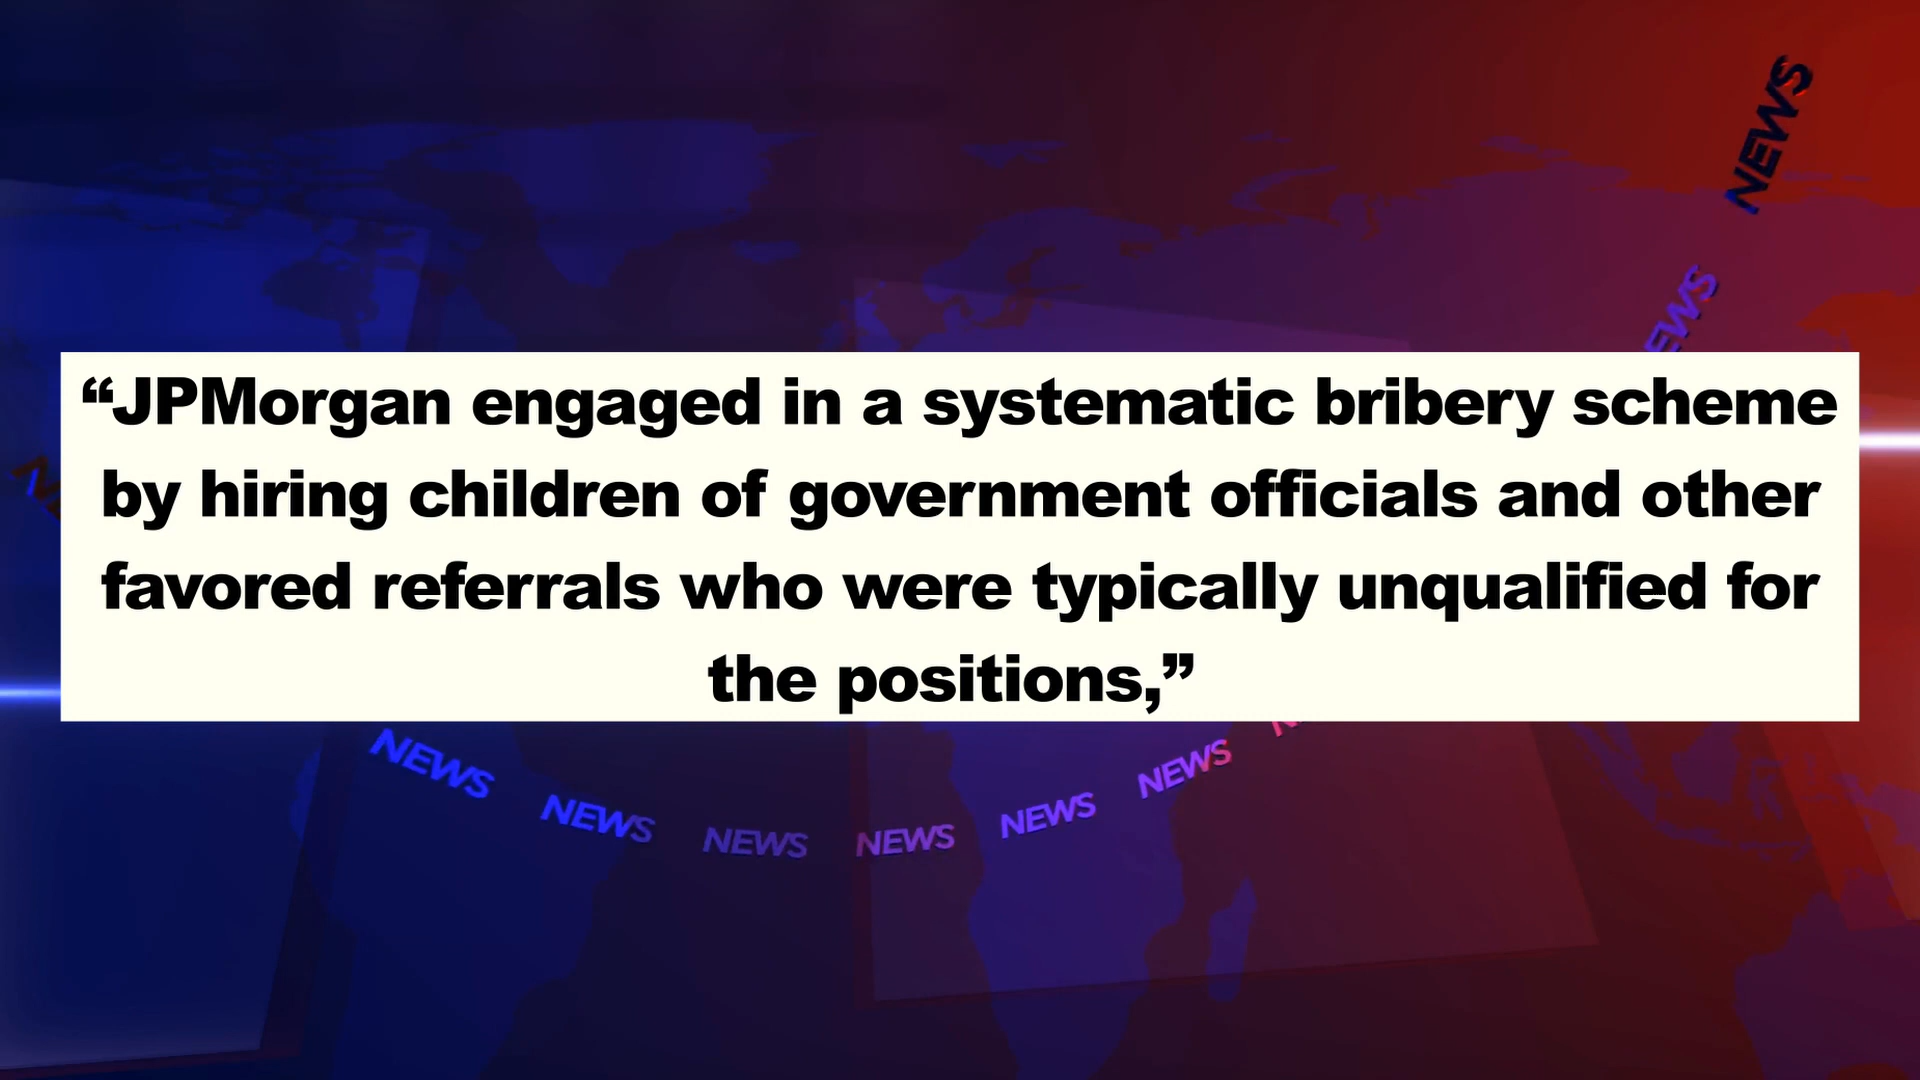 NEWS
NEWS
“JPMorgan engaged in a systematic bribery scheme
by hiring children of government officials and other
favored referrals who were typically unqualified for
the positions,”
NEWS
NEWS
NEWS
NEWS
NEWS
NEWS